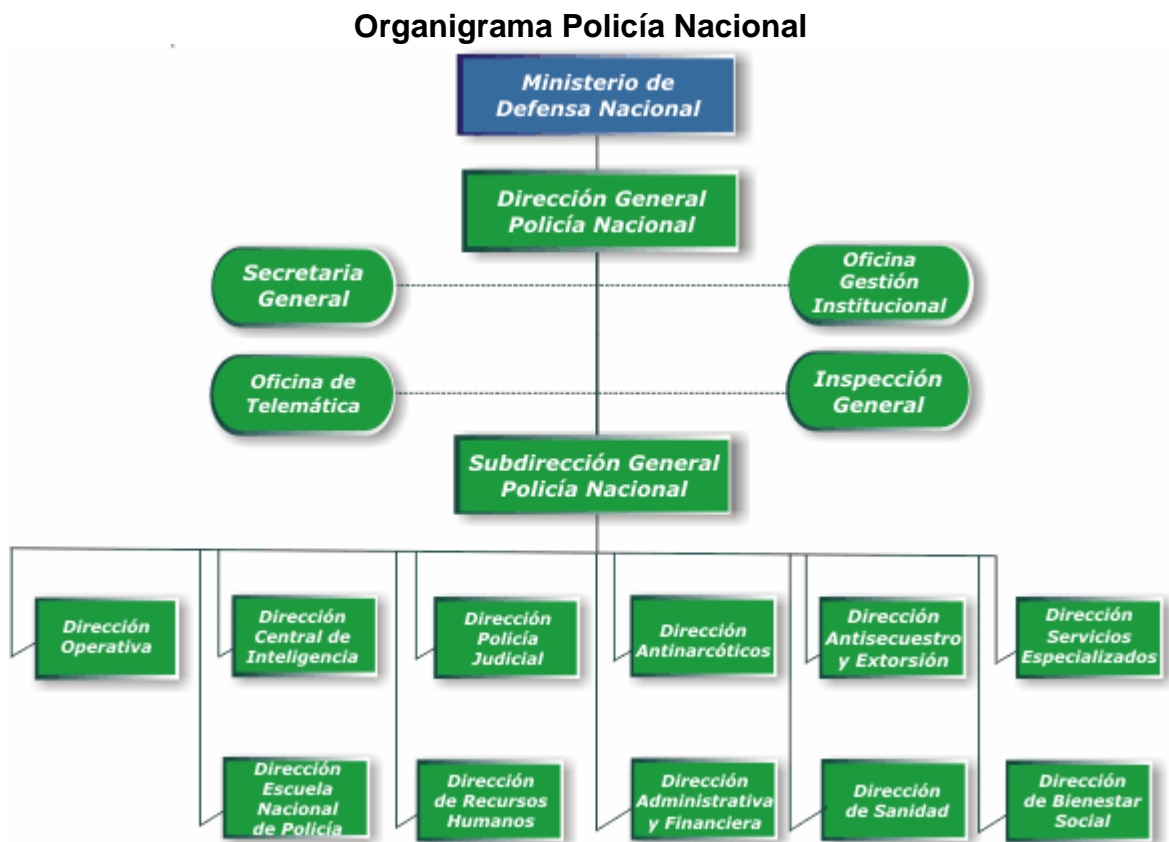 Organigrama Policía Nacional
Ministerio de
Defensa Nacional
Dirección General
Policía Nacional
Secretaria
General
Oficina
Gestión
Institucional
Oficina de
Telemática
Inspección
General
Subdirección General
Policía Nacional
Dirección
Operativa
Dirección
Central de
Inteligencia
Dirección
Policía
Judicial
Dirección
Antinarcóticos
Dirección
Antisecuestro
y Extorsión
Dirección
Servicios
Especializados
Dirección
Escuela
Nacional
de Policía
Dirección
de Recursos
Humanos
Dirección
Administrativa
y Financiera
Dirección
de Sanidad
Dirección
de Bienestar
Social